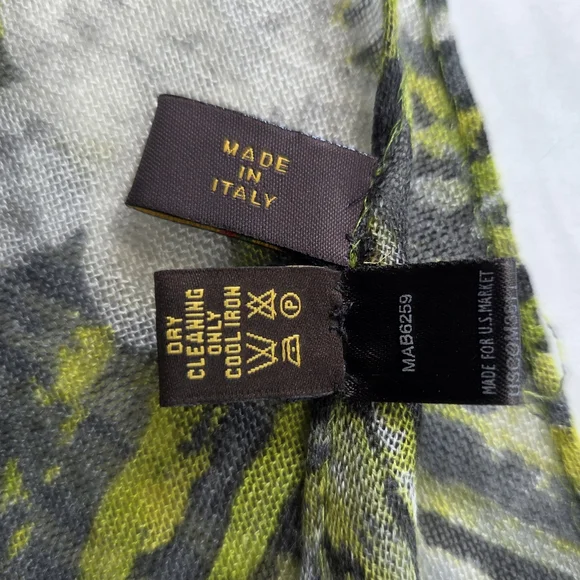 MADE
IN
ITALY
DRY
CLEANING
ONLY
COOL IRON
P
MAB6259
MADE FOR U.S. MARKET